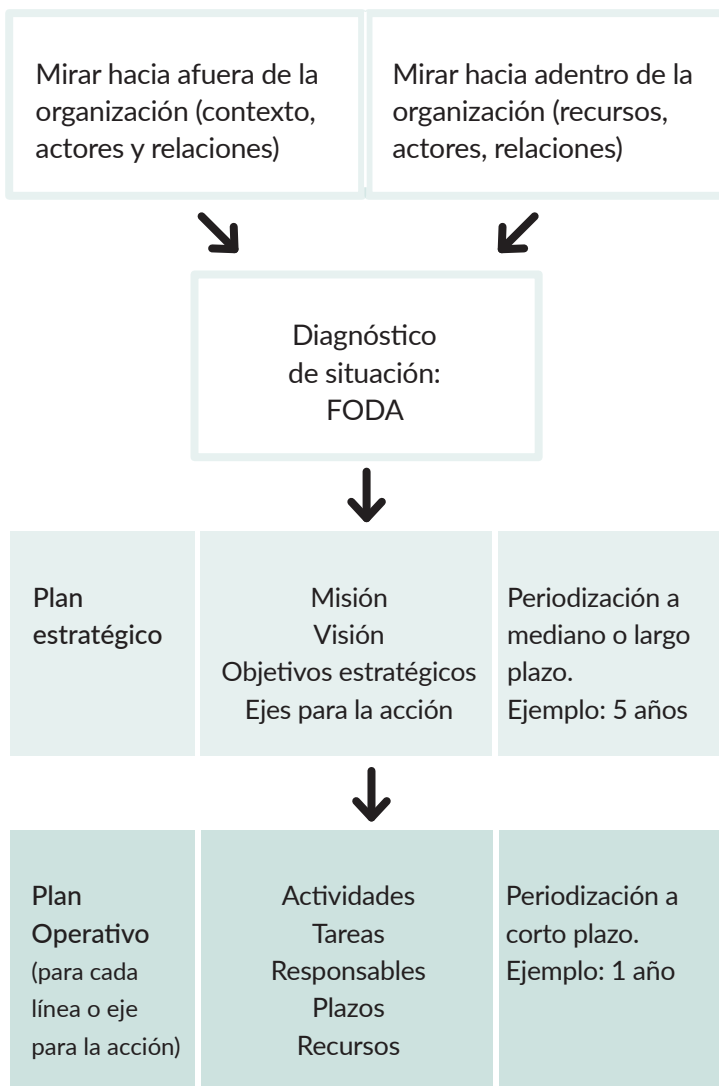 Mirar hacia afuera de la
organización (contexto,
actores y relaciones)
Mirar hacia adentro de la
organización (recursos,
actores, relaciones)
Diagnóstico
de situación:
FODA
Plan
estratégico
Misión
Visión
Objetivos estratégicos
Ejes para la acción
Periodización a
mediano o largo
plazo.
Ejemplo: 5 años
Plan
Operativo
(para cada
línea o eje
para la acción)
Actividades
Tareas
Responsables
Plazos
Recursos
Periodización a
corto plazo.
Ejemplo: 1 año